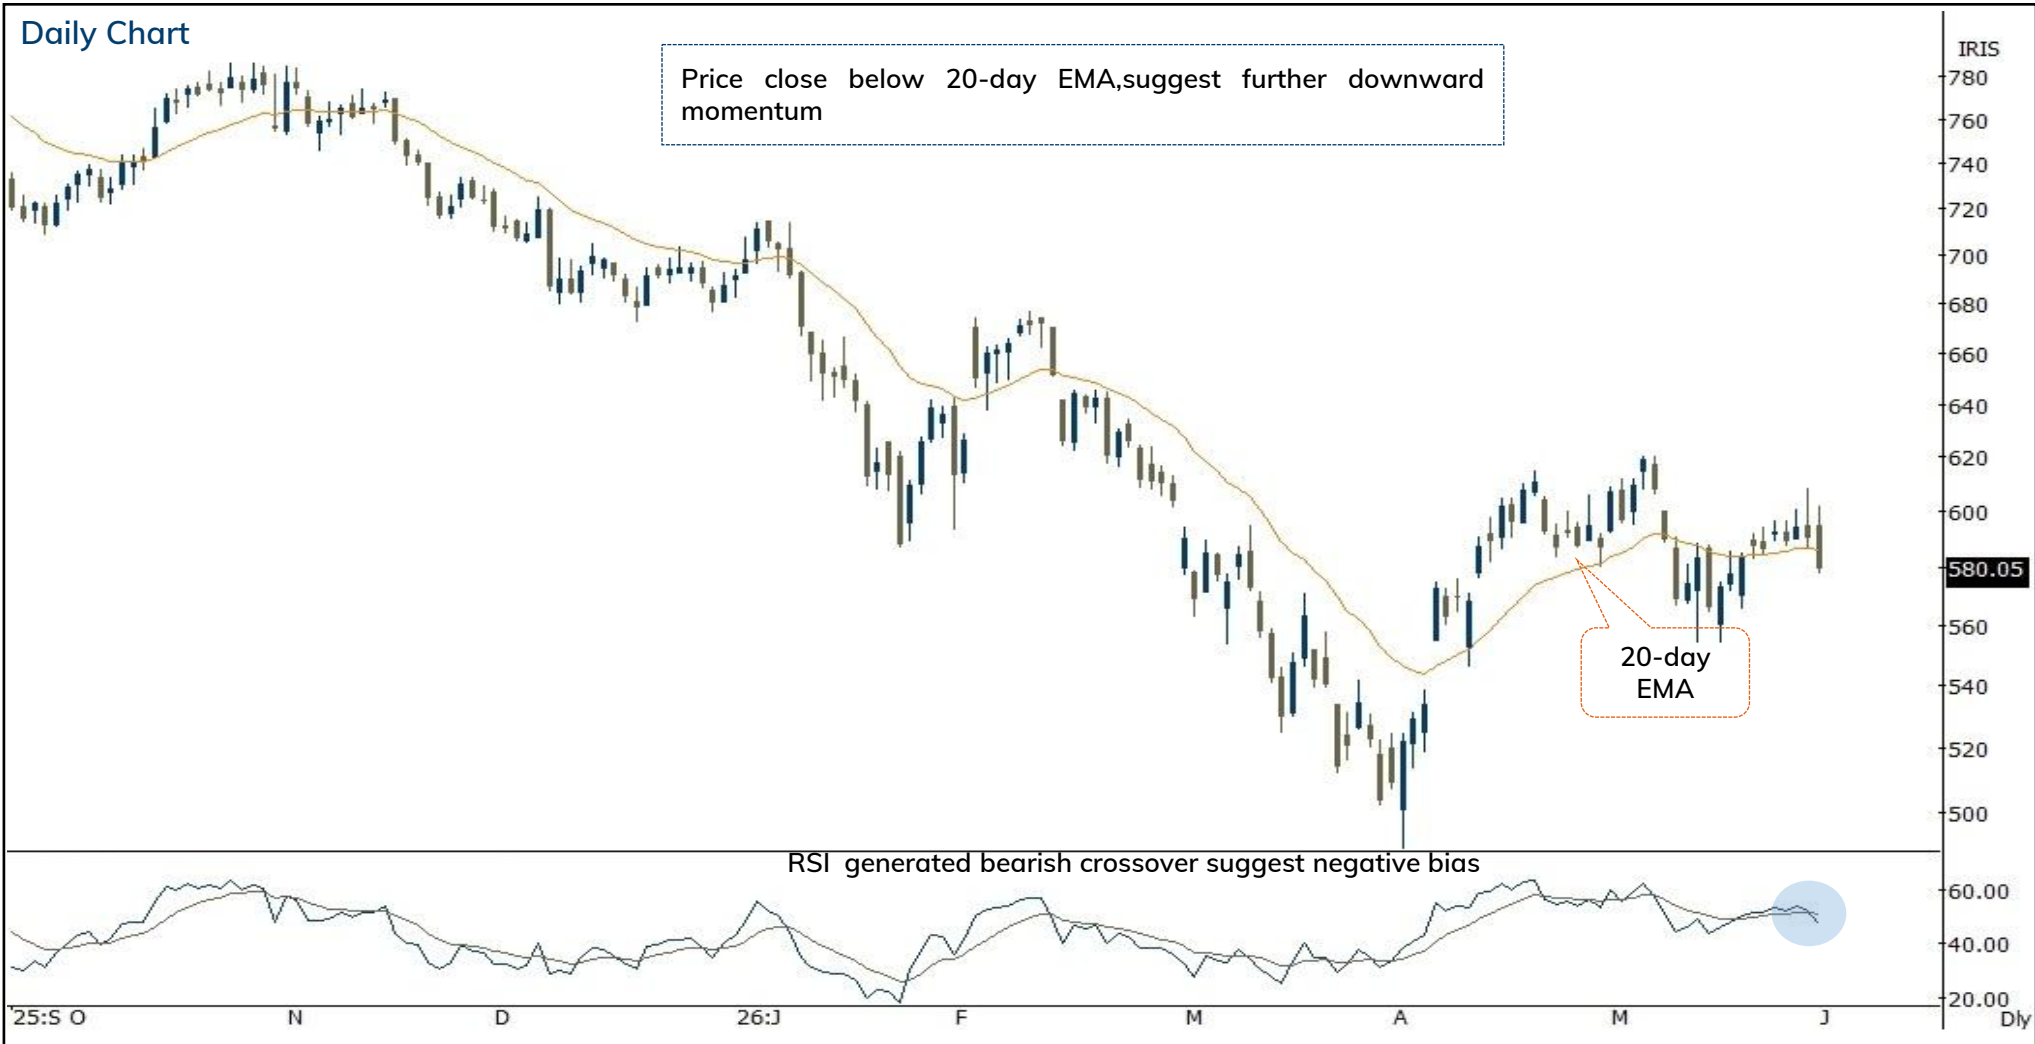 Daily Chart
Price close below 20-day EMA,suggest further downward
momentum
IRIS
780
760
740
720
700
680
660
640
620
600
580.05
560
540
520
500
20-day
EMA
RSI generated bearish crossover suggest negative bias
60.00
40.00
20.00
25:S O N D 26:J F M A M J Dly